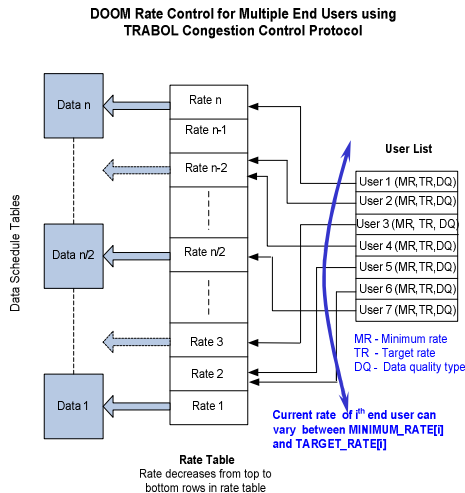 DOOM Rate Control for Multiple End Users using
TRABOL Congestion Control Protocol
Data Schedule Tables
Data n
Data n/2
Data 1
Rate n
Rate n-1
Rate n-2
Rate n/2
Rate 3
Rate 2
Rate 1
Rate Table
Rate decreases from top to
bottom rows in rate table
User List
User 1 (MR,TR,DQ)
User 2 (MR,TR,DQ)
User 3 (MR, TR, DQ)
User 4 (MR,TR,DQ)
User 5 (MR,TR,DQ)
User 6 (MR,TR,DQ)
User 7 (MR,TR,DQ)
MR - Minimum rate
TR - Target rate
DQ - Data quality type
Current rate of ith end user can
vary between MINIMUM_RATE[i]
and TARGET_RATE[i]